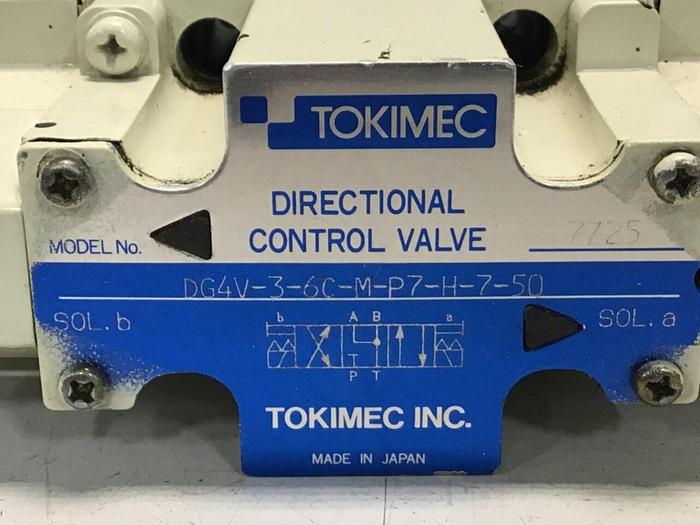 TOKIMEC
DIRECTIONAL
CONTROL VALVE
MODEL No.
7725
DG4V-3-6C-M-P7-H-7-50
SOL. b
SOL. a
b A B a
T
P T
TOKIMEC INC.
MADE IN JAPAN